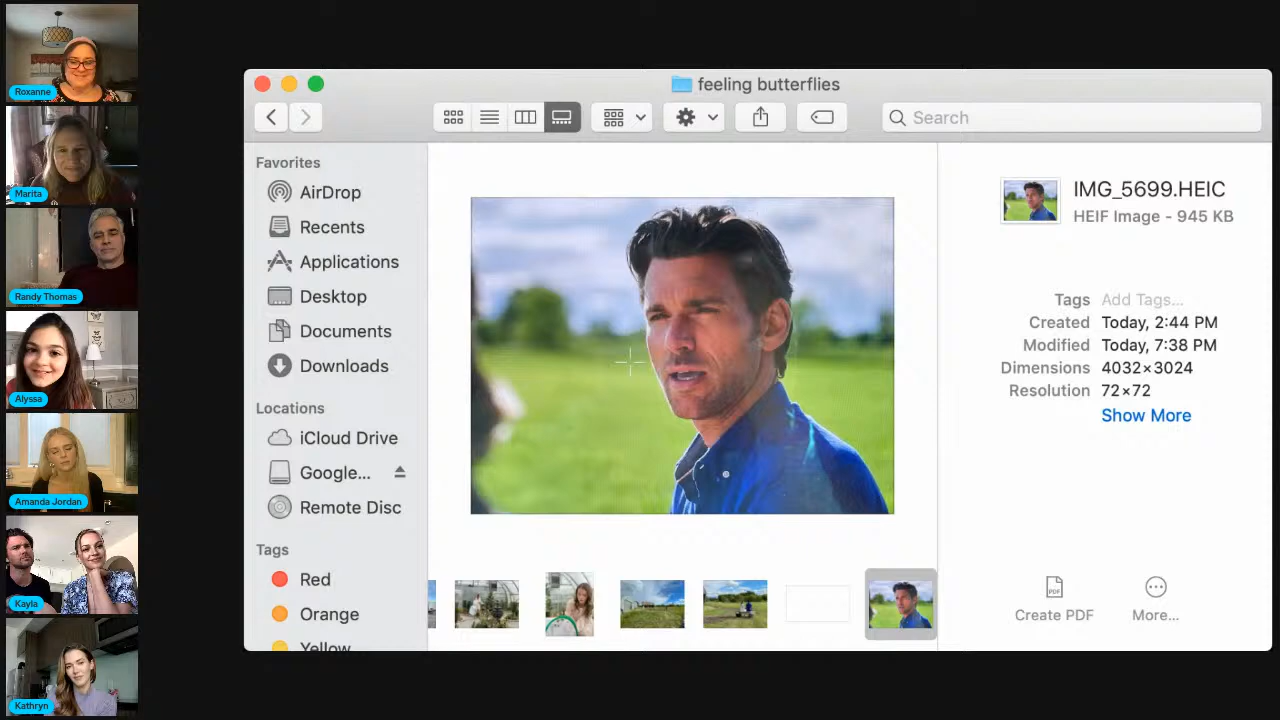 Roxanne
Marita
Randy Thomas
Alyssa
Amanda Jordan
Kayla
Kathryn
feeling butterflies
Search
Favorites
AirDrop
Recents
Applications
Desktop
Documents
Downloads
Locations
iCloud Drive
Google...
Remote Disc
Tags
Red
Orange
Yellow
IMG_5699.HEIC
HEIF Image - 945 KB
Tags Add Tags...
Created Today, 2:44 PM
Modified Today, 7:38 PM
Dimensions 4032×3024
Resolution 72×72
Show More
Create PDF
More...
PDF